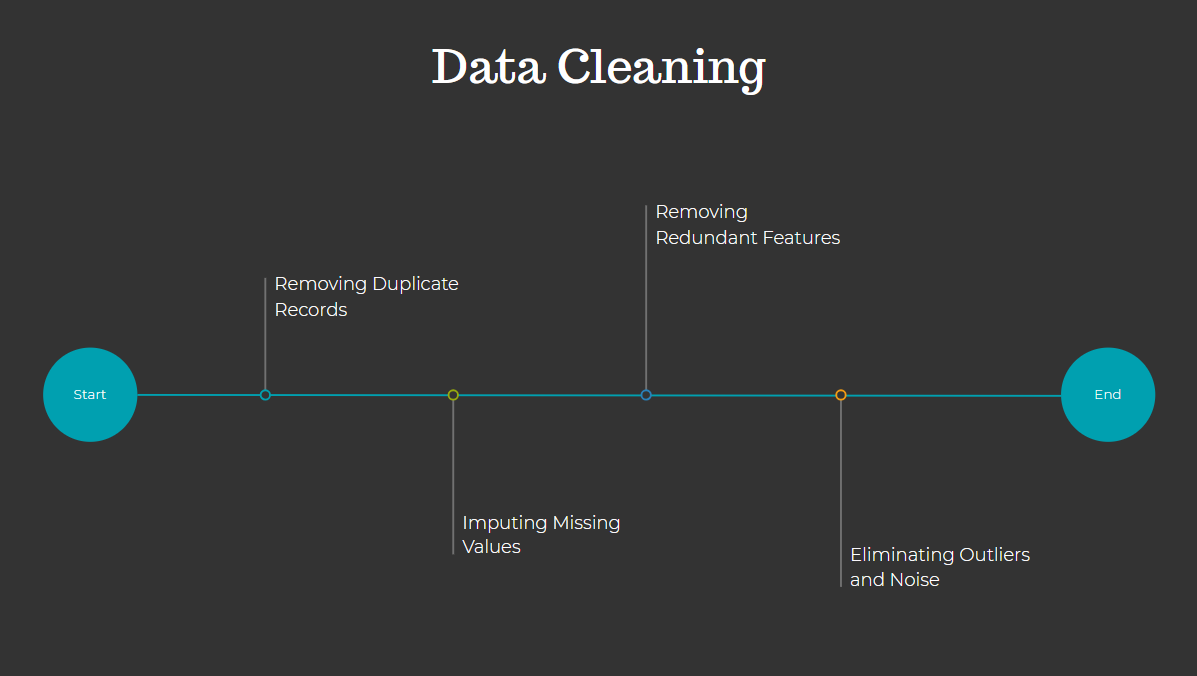 Data Cleaning
Removing
Redundant Features
Removing Duplicate
Records
Start
End
Imputing Missing
Values
Eliminating Outliers
and Noise